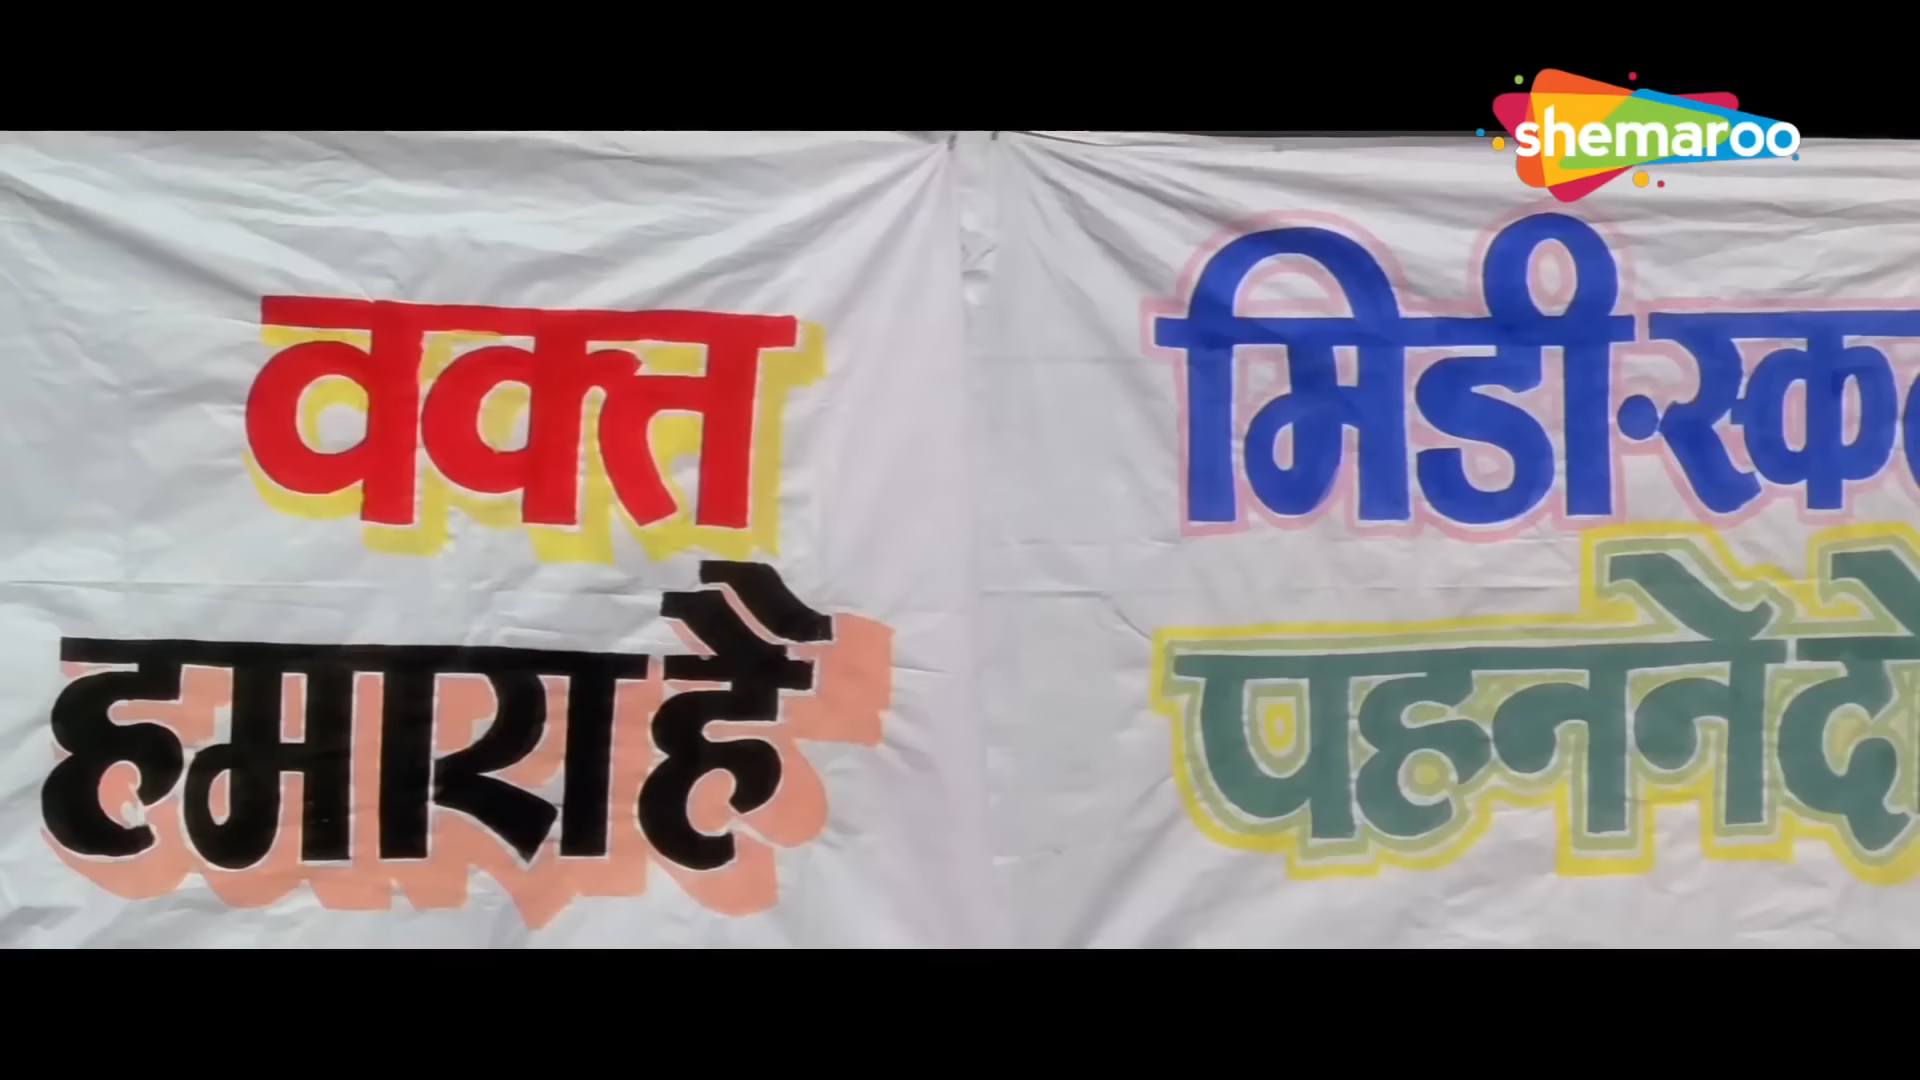 shemaroo
वक्त
हमारा है
मिडी.स्क
पहननें दे